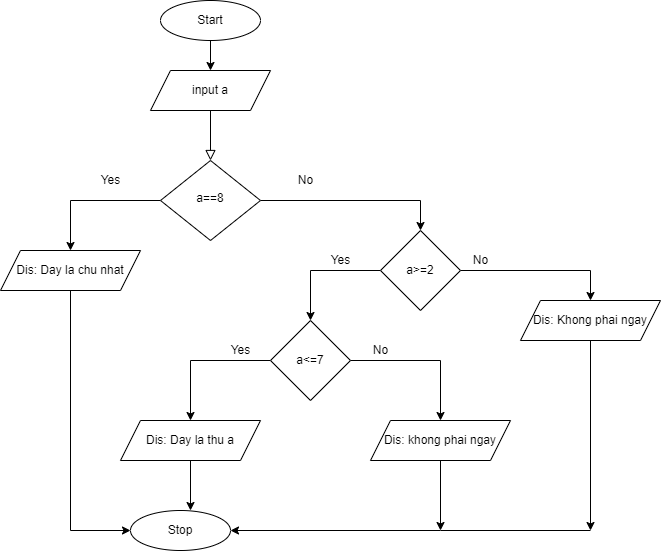 Start
input a
Yes
No
a==8
Dis: Day la chu nhat
Yes
a>=2
No
Dis: Khong phai ngay
Yes
a<=7
No
Dis: Day la thu a
Dis: khong phai ngay
Stop